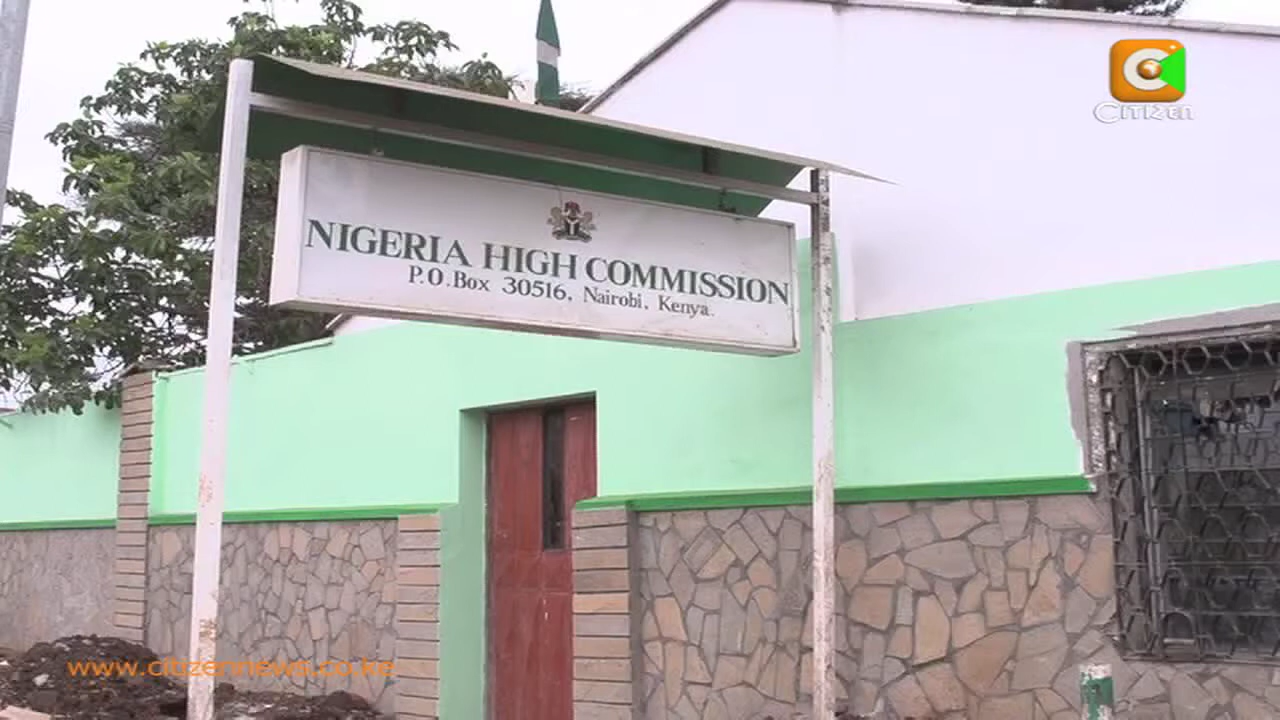 CITIZEN
NIGERIA HIGH COMMISSION
P.O.Box 30516, Nairobi, Kenya.
www.citizennews.co.ke